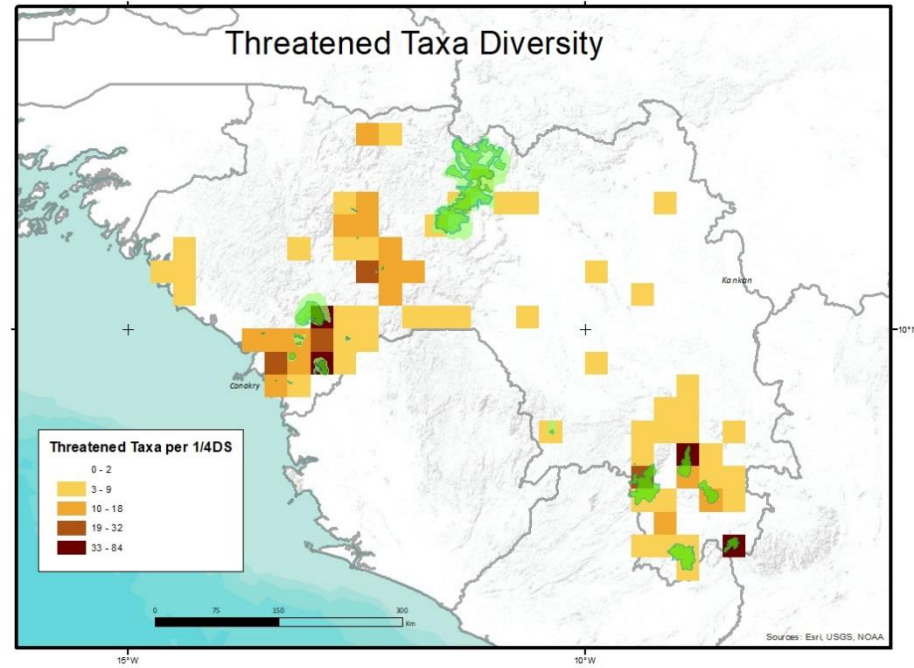 Threatened Taxa Diversity
Kankan
10°N
Conakry
Threatened Taxa per 1/4DS
0 - 2
3 - 9
10 - 18
19 - 32
33 - 84
0 75 150 300
Km
Sources: Esri, USGS, NOAA
15°W 10°W